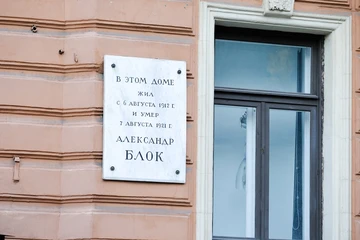 В ЭТОМ ДОМЕ
ЖИЛ
С 6 АВГУСТА 1912 Г.
И УМЕР
7 АВГУСТА 1921 Г.
АЛЕКСАНДР
БЛОК